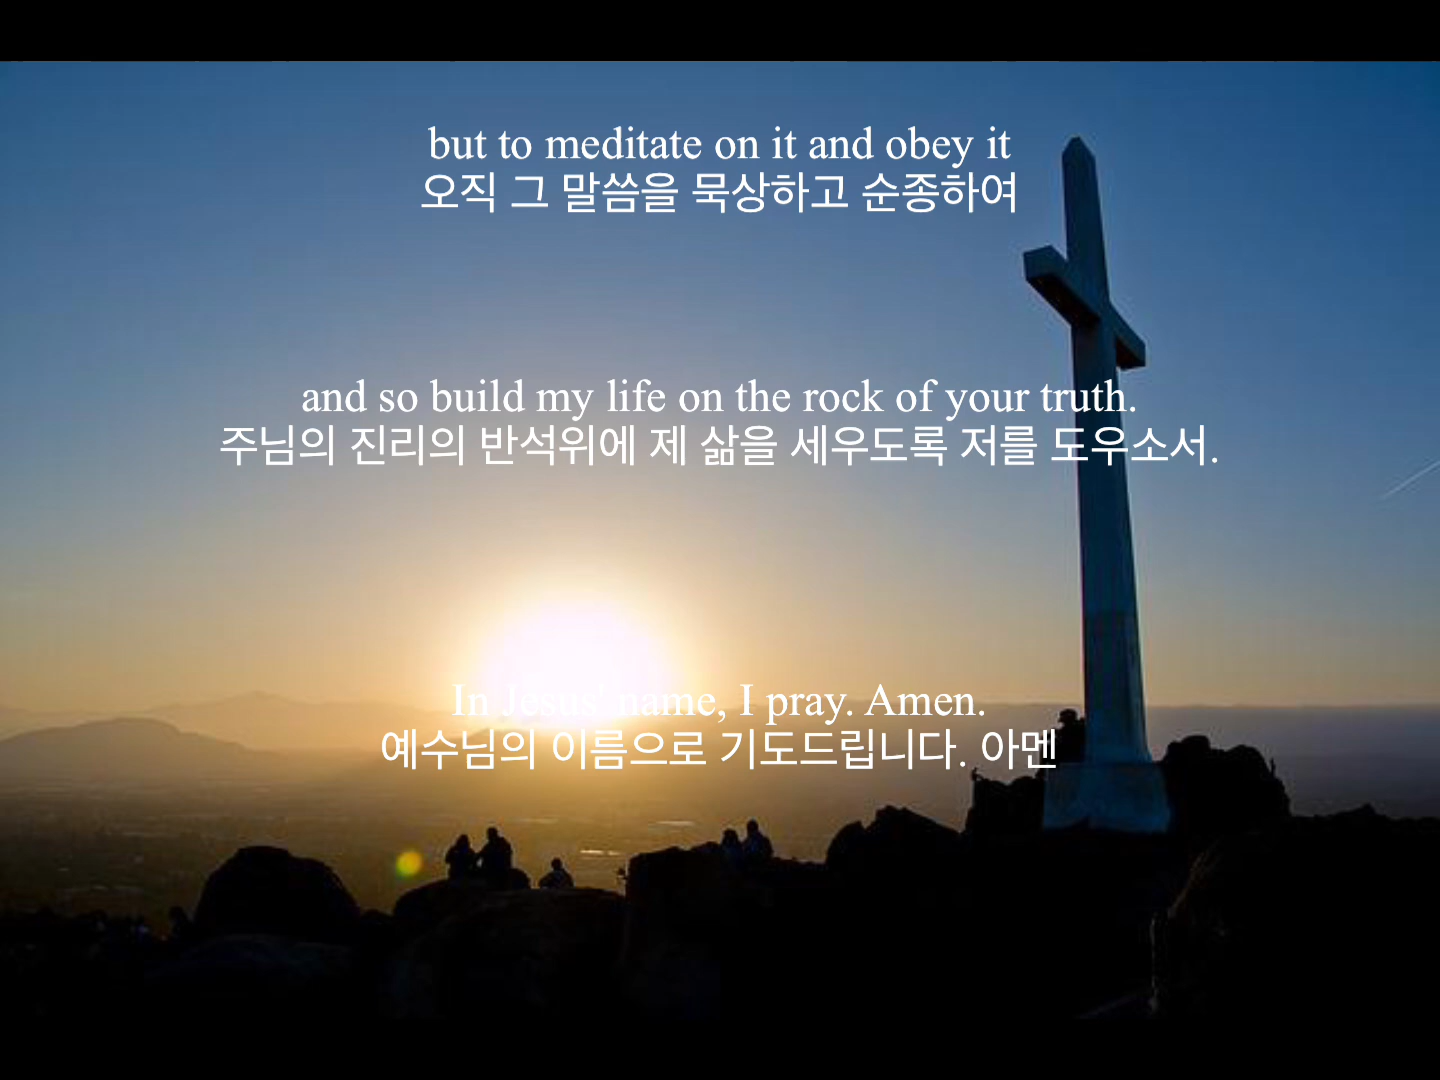 but to meditate on it and obey it
오직 그 말씀을 묵상하고 순종하여
and so build my life on the rock of your truth.
주님의 진리의 반석위에 제 삶을 세우도록 저를 도우소서.
In Jesus' name, I pray. Amen.
예수님의 이름으로 기도드립니다. 아멘